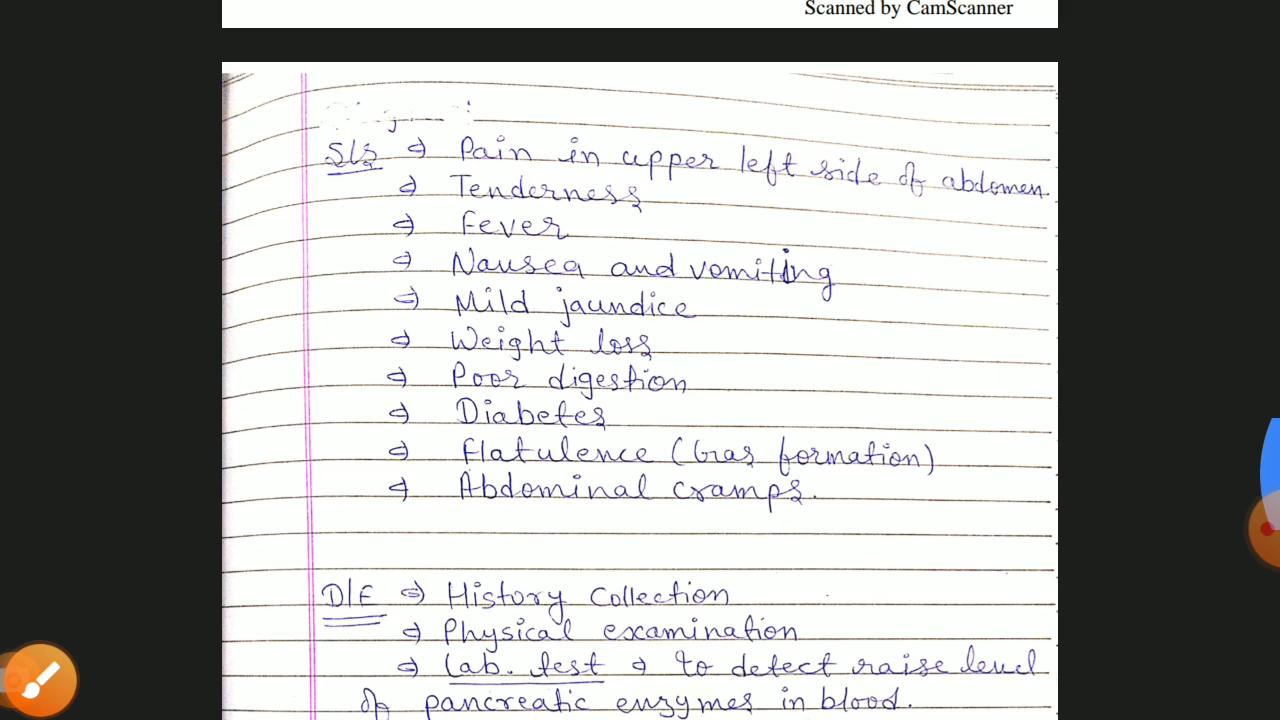 Scanned by CamScanner
S/S ⇒ Pain in upper left side of abdomen.
⇒ Tenderness
⇒ Fever
⇒ Nausea and vomiting
⇒ Mild jaundice
⇒ Weight loss
⇒ Poor digestion
⇒ Diabetes
⇒ Flatulence (Gas formation)
⇒ Abdominal cramps.
D/E ⇒ History Collection
⇒ Physical examination
⇒ Lab. test ⇒ to detect raise level
of pancreatic enzymes in blood.